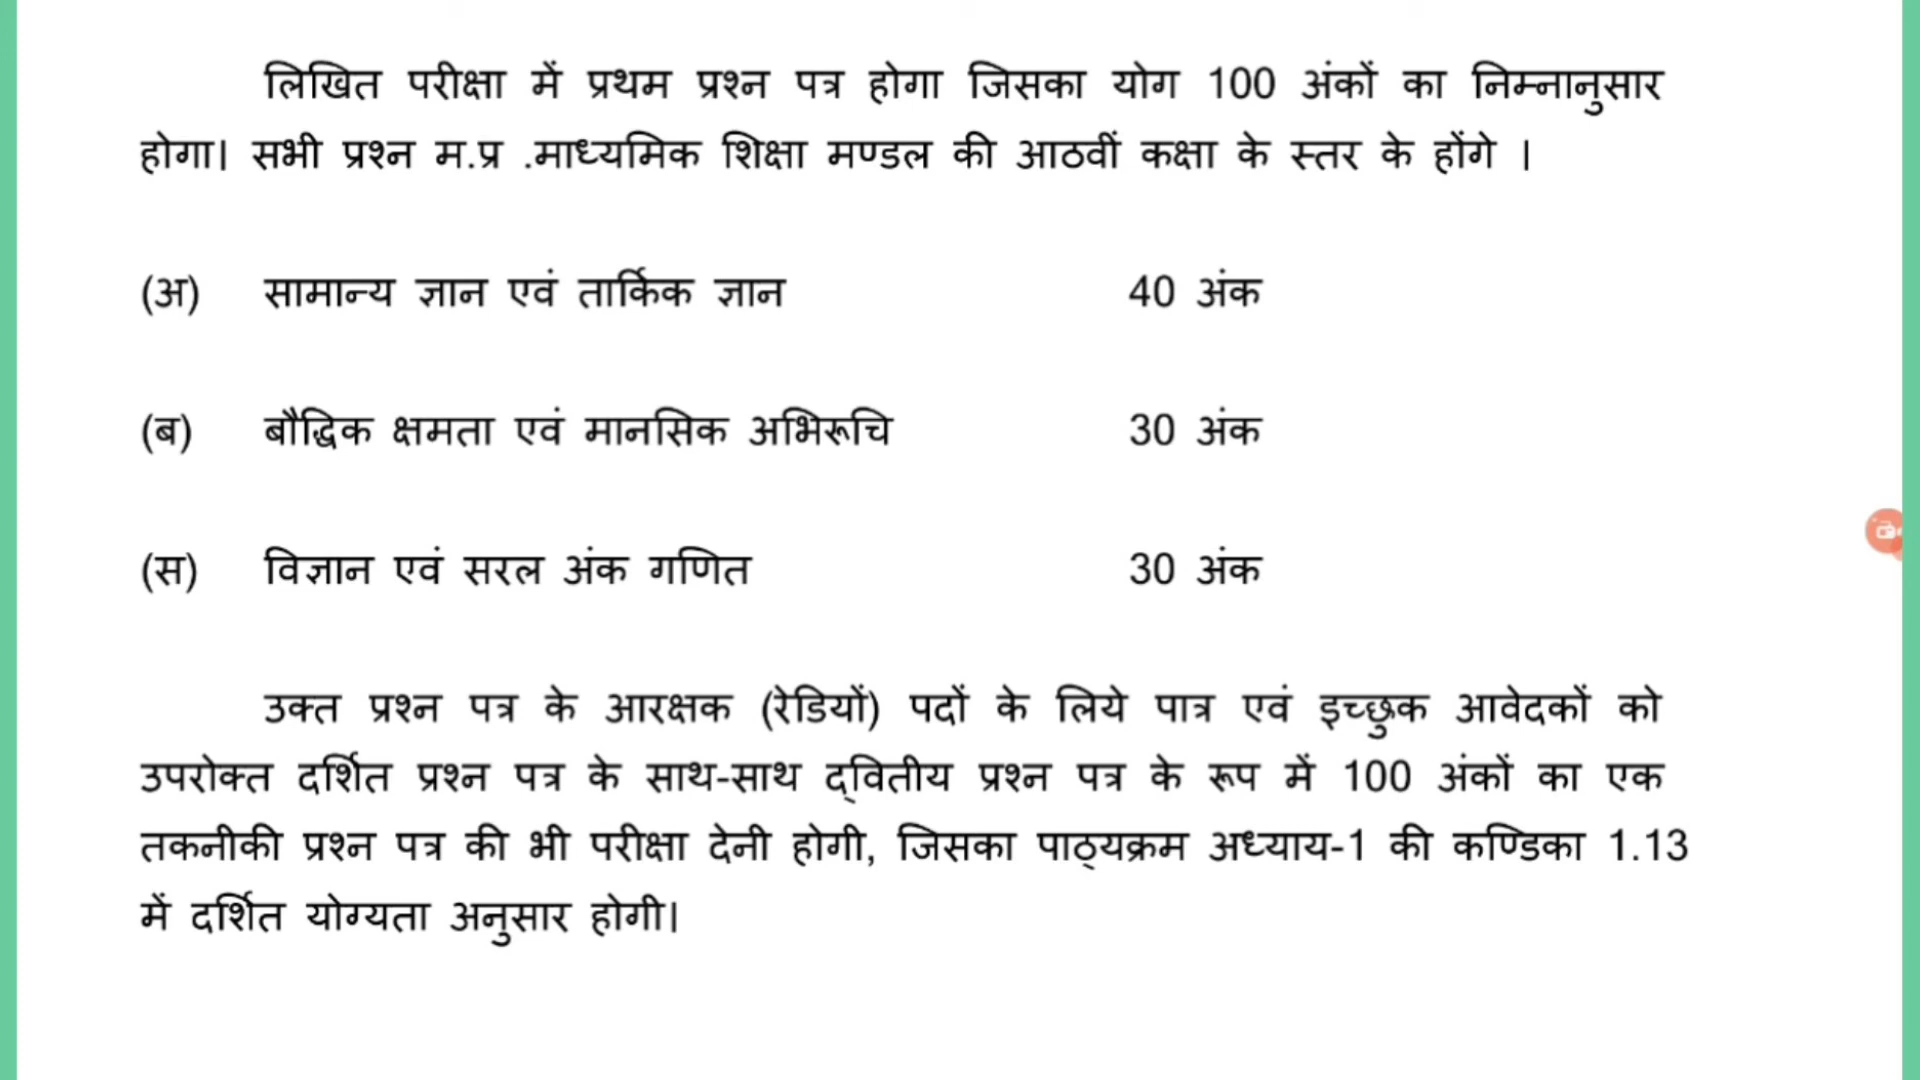 लिखित परीक्षा में प्रथम प्रश्न पत्र होगा जिसका योग 100 अंकों का निम्नानुसार
होगा। सभी प्रश्न म.प्र .माध्यमिक शिक्षा मण्डल की आठवीं कक्षा के स्तर के होंगे ।
(अ) सामान्य ज्ञान एवं तार्किक ज्ञान 40 अंक
(ब) बौद्धिक क्षमता एवं मानसिक अभिरूचि 30 अंक
(स) विज्ञान एवं सरल अंक गणित 30 अंक
उक्त प्रश्न पत्र के आरक्षक (रेडियों) पदों के लिये पात्र एवं इच्छुक आवेदकों को
उपरोक्त दर्शित प्रश्न पत्र के साथ-साथ द्वितीय प्रश्न पत्र के रूप में 100 अंकों का एक
तकनीकी प्रश्न पत्र की भी परीक्षा देनी होगी, जिसका पाठ्यक्रम अध्याय-1 की कण्डिका 1.13
में दर्शित योग्यता अनुसार होगी।